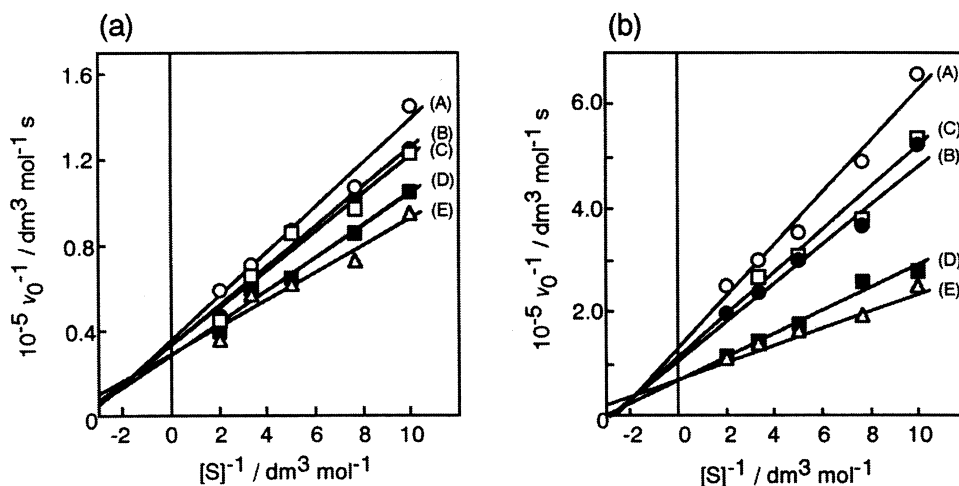 (a)
1.6
1.2
0.8
0.4
0
-2 0 2 4 6 8 10
10⁻⁵ v₀⁻¹ / dm³ mol⁻¹ s
[S]⁻¹ / dm³ mol⁻¹
(A)
(B)
(C)
(D)
(E)
(b)
6.0
4.0
2.0
0
-2 0 2 4 6 8 10
10⁻⁵ v₀⁻¹ / dm³ mol⁻¹ s
[S]⁻¹ / dm³ mol⁻¹
(A)
(C)
(B)
(D)
(E)